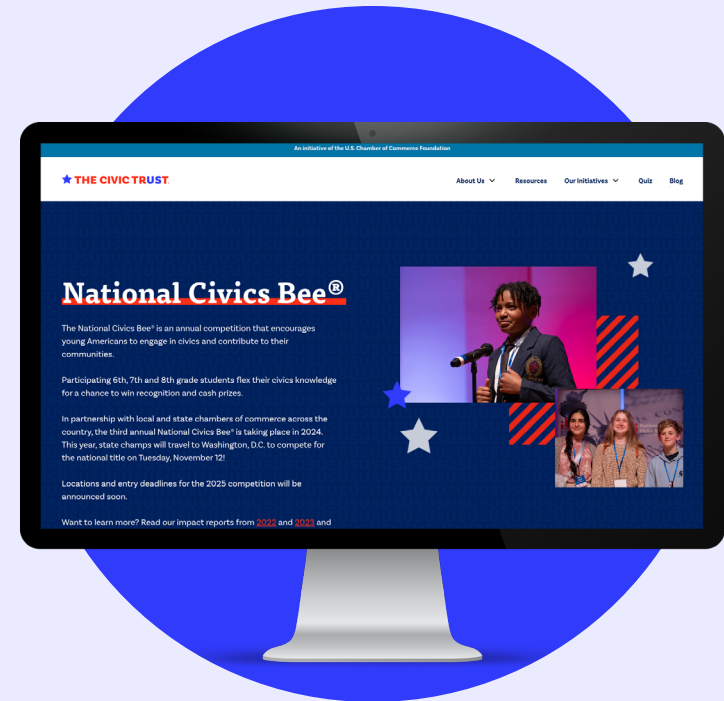 An initiative of the U.S. Chamber of Commerce Foundation
THE CIVIC TRUST
About Us
Resources
Our Initiatives
Quiz
Blog
National Civics Bee®
The National Civics Bee® is an annual competition that encourages
young Americans to engage in civics and contribute to their
communities.
Participating 6th, 7th and 8th grade students flex their civics knowledge
for a chance to win recognition and cash prizes.
In partnership with local and state chambers of commerce across the
country, the third annual National Civics Bee® is taking place in 2024.
This year, state champs will travel to Washington, D.C. to compete for
the national title on Tuesday, November 12!
Locations and entry deadlines for the 2025 competition will be
announced soon.
Want to learn more? Read our impact reports from 2022 and 2023 and